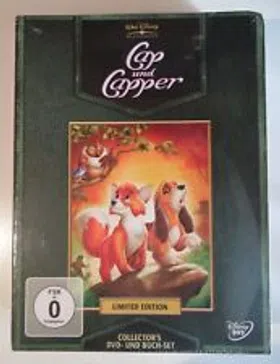 WALT DISNEY
Cap
und
Capper
FSK
0
LIMITED EDITION
COLLECTOR'S
DVD- UND BUCH-SET
Disney
DVD